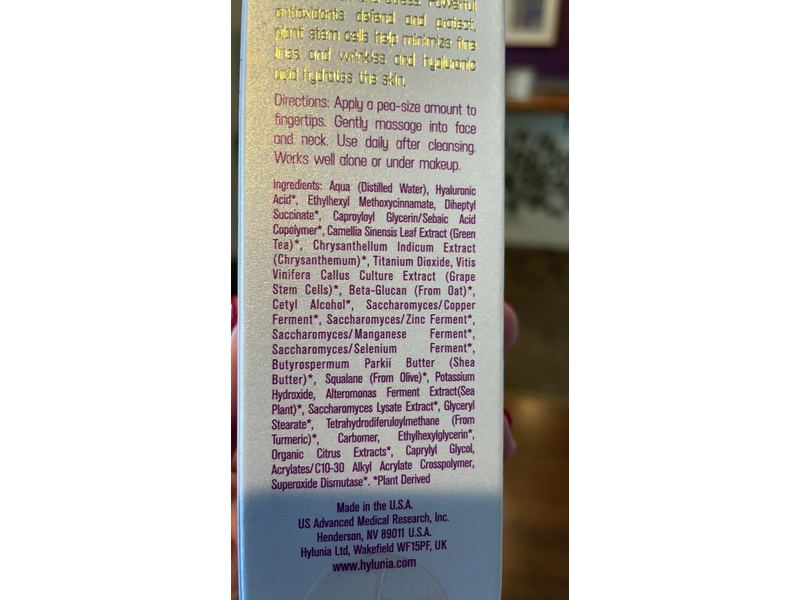 and stress. Powerful
antioxidants defend and protect,
plant stem cells help minimize fine
lines and wrinkles and hyaluronic
acid hydrates the skin.
Directions: Apply a pea-size amount to
fingertips. Gently massage into face
and neck. Use daily after cleansing.
Works well alone or under makeup.
Ingredients: Aqua (Distilled Water), Hyaluronic
Acid*, Ethylhexyl Methoxycinnamate, Diheptyl
Succinate*, Capryloyl Glycerin/Sebaic Acid
Copolymer*, Camellia Sinensis Leaf Extract (Green
Tea)*, Chrysanthellum Indicum Extract
(Chrysanthemum)*, Titanium Dioxide, Vitis
Vinifera Callus Culture Extract (Grape
Stem Cells)*, Beta-Glucan (From Oat)*,
Cetyl Alcohol*, Saccharomyces/Copper
Ferment*, Saccharomyces/Zinc Ferment*,
Saccharomyces/Manganese Ferment*,
Saccharomyces/Selenium Ferment*,
Butyrospermum Parkii Butter (Shea
Butter)*, Squalane (From Olive)*, Potassium
Hydroxide, Alteromonas Ferment Extract(Sea
Plant)*, Saccharomyces Lysate Extract*, Glyceryl
Stearate*, Tetrahydrodiferuloylmethane (From
Turmeric)*, Carbomer, Ethylhexylglycerin*,
Organic Citrus Extracts*, Caprylyl Glycol,
Acrylates/C10-30 Alkyl Acrylate Crosspolymer,
Superoxide Dismutase*. *Plant Derived
Made in the U.S.A.
US Advanced Medical Research, Inc.
Henderson, NV 89011 U.S.A.
Hylunia Ltd, Wakefield WF15PF, UK
www.hylunia.com